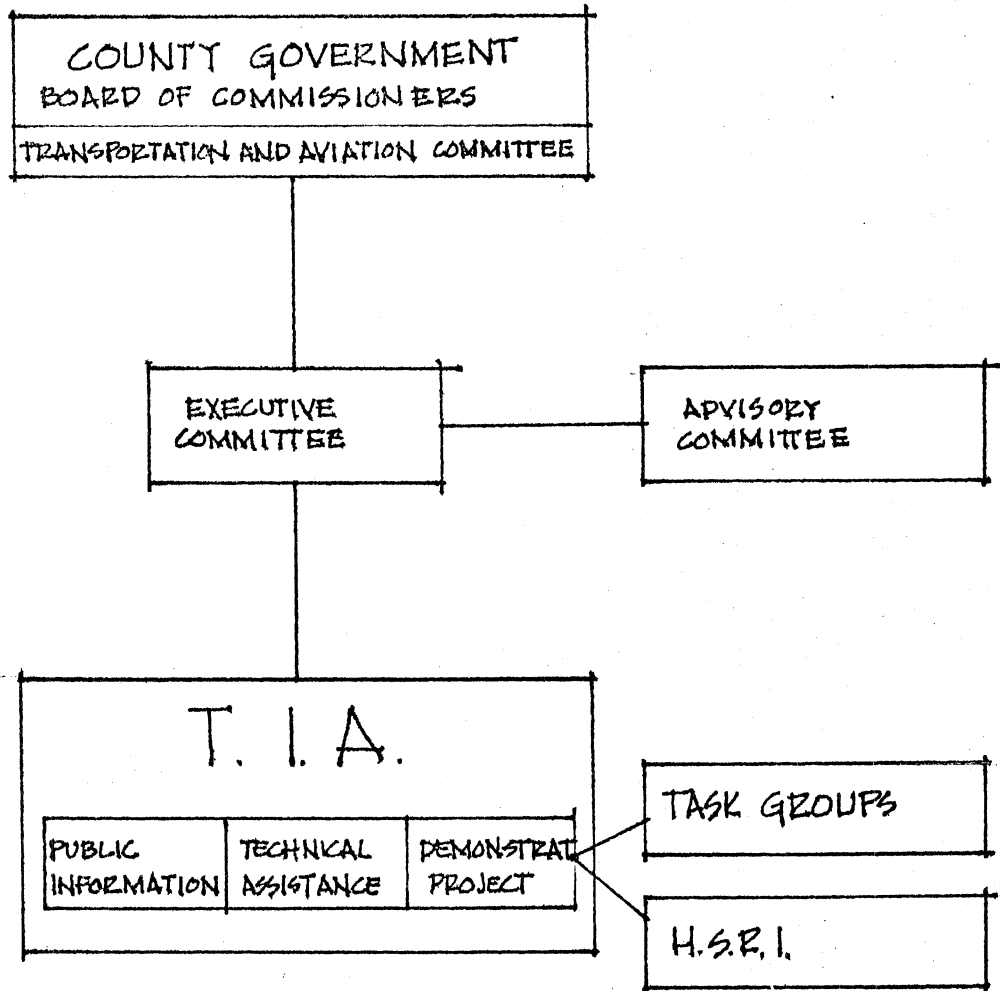 COUNTY GOVERNMENT
BOARD OF COMMISSIONERS
TRANSPORTATION AND AVIATION COMMITTEE
EXECUTIVE
COMMITTEE
ADVISORY
COMMITTEE
T. I. A.
PUBLIC
INFORMATION
TECHNICAL
ASSISTANCE
DEMONSTRAT
PROJECT
TASK GROUPS
H.S.R.I.